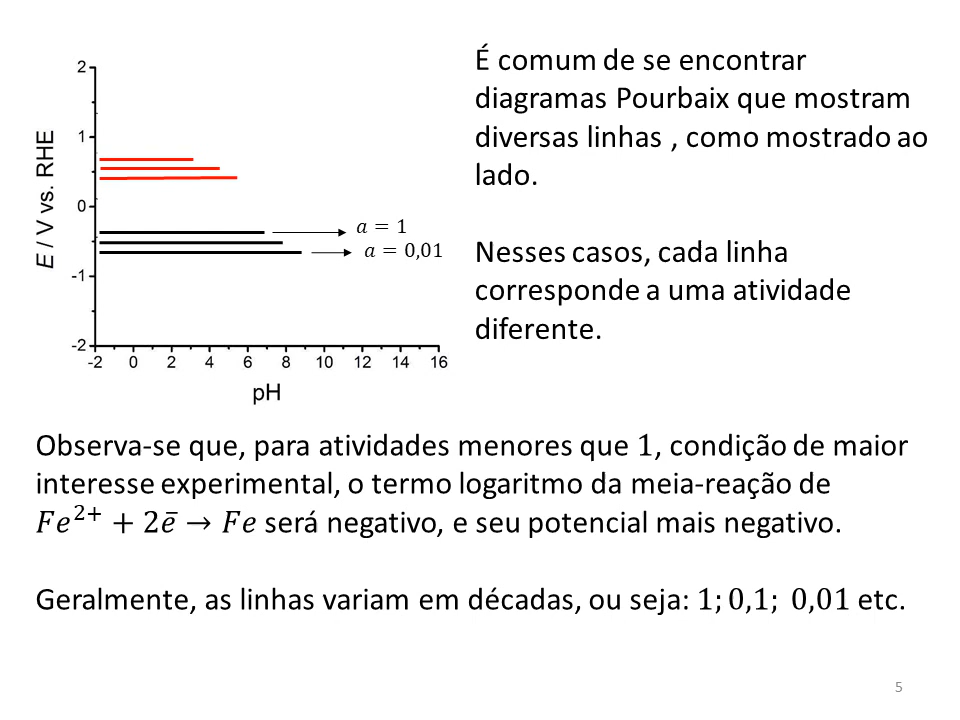 É comum de se encontrar
diagramas Pourbaix que mostram
diversas linhas , como mostrado ao
lado.
Nesses casos, cada linha
corresponde a uma atividade
diferente.
2
1
0
-1
-2
E / V vs. RHE
a = 1
a = 0,01
-2 0 2 4 6 8 10 12 14 16
pH
Observa-se que, para atividades menores que 1, condição de maior
interesse experimental, o termo logaritmo da meia-reação de
Fe²⁺ + 2ē → Fe será negativo, e seu potencial mais negativo.
Geralmente, as linhas variam em décadas, ou seja: 1; 0,1; 0,01 etc.
5